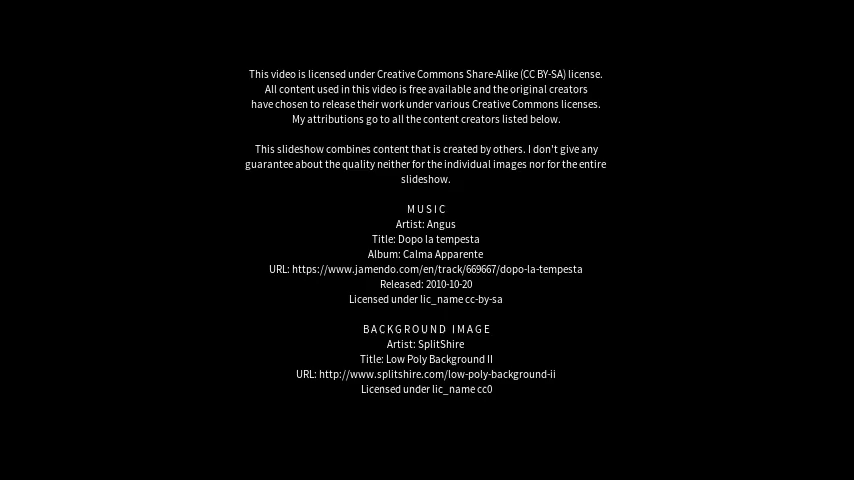 This video is licensed under Creative Commons Share-Alike (CC BY-SA) license.
All content used in this video is free available and the original creators
have chosen to release their work under various Creative Commons licenses.
My attributions go to all the content creators listed below.
This slideshow combines content that is created by others. I don't give any
guarantee about the quality neither for the individual images nor for the entire
slideshow.
MUSIC
Artist: Angus
Title: Dopo la tempesta
Album: Calma Apparente
URL: https://www.jamendo.com/en/track/669667/dopo-la-tempesta
Released: 2010-10-20
Licensed under lic_name cc-by-sa
BACKGROUND IMAGE
Artist: SplitShire
Title: Low Poly Background II
URL: http://www.splitshire.com/low-poly-background-ii
Licensed under lic_name cc0